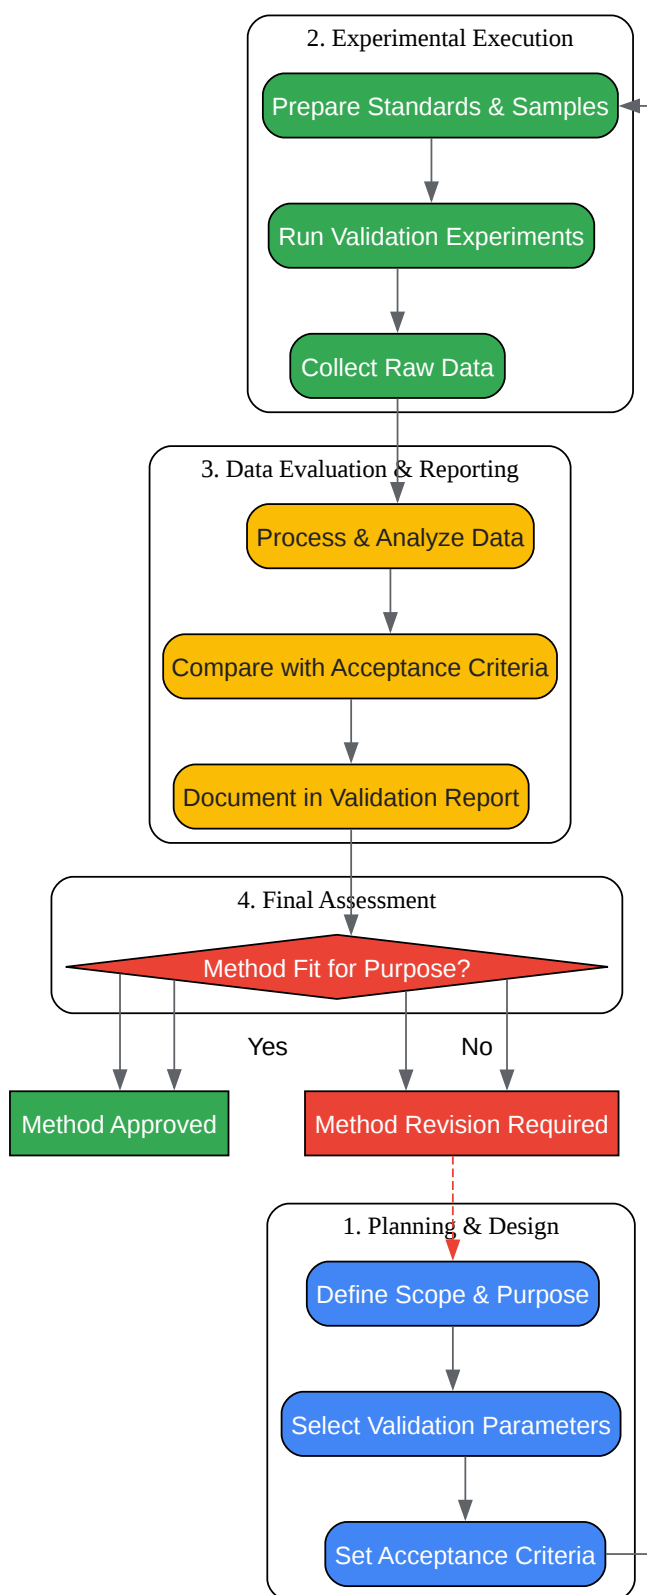 2. Experimental Execution
Prepare Standards & Samples
Run Validation Experiments
Collect Raw Data
3. Data Evaluation & Reporting
Process & Analyze Data
Compare with Acceptance Criteria
Document in Validation Report
4. Final Assessment
Method Fit for Purpose?
Yes
No
Method Approved
Method Revision Required
1. Planning & Design
Define Scope & Purpose
Select Validation Parameters
Set Acceptance Criteria